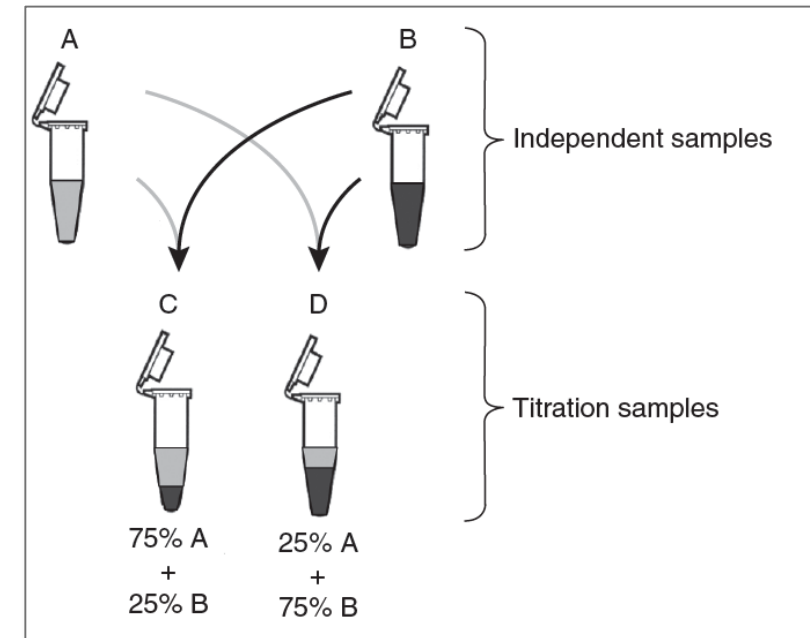 A
B
Independent samples
C
D
Titration samples
75% A
+
25% B
25% A
+
75% B